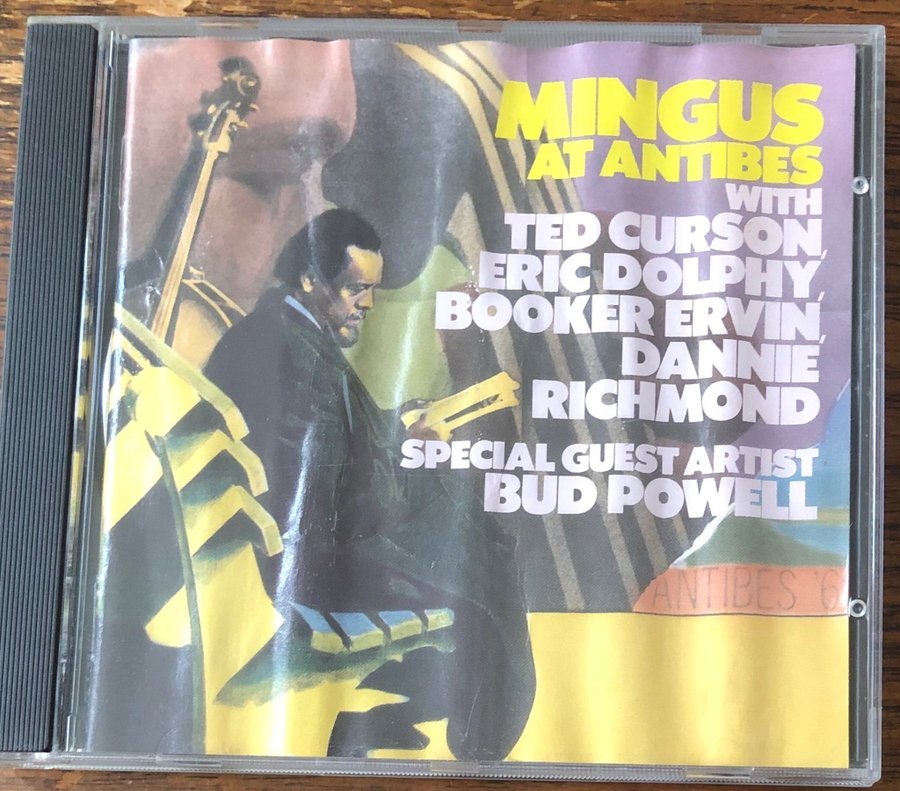 MINGUS
AT ANTIBES
WITH
TED CURSON,
ERIC DOLPHY,
BOOKER ERVIN,
DANNIE
RICHMOND
SPECIAL GUEST ARTIST
BUD POWELL
ANTIBES '6